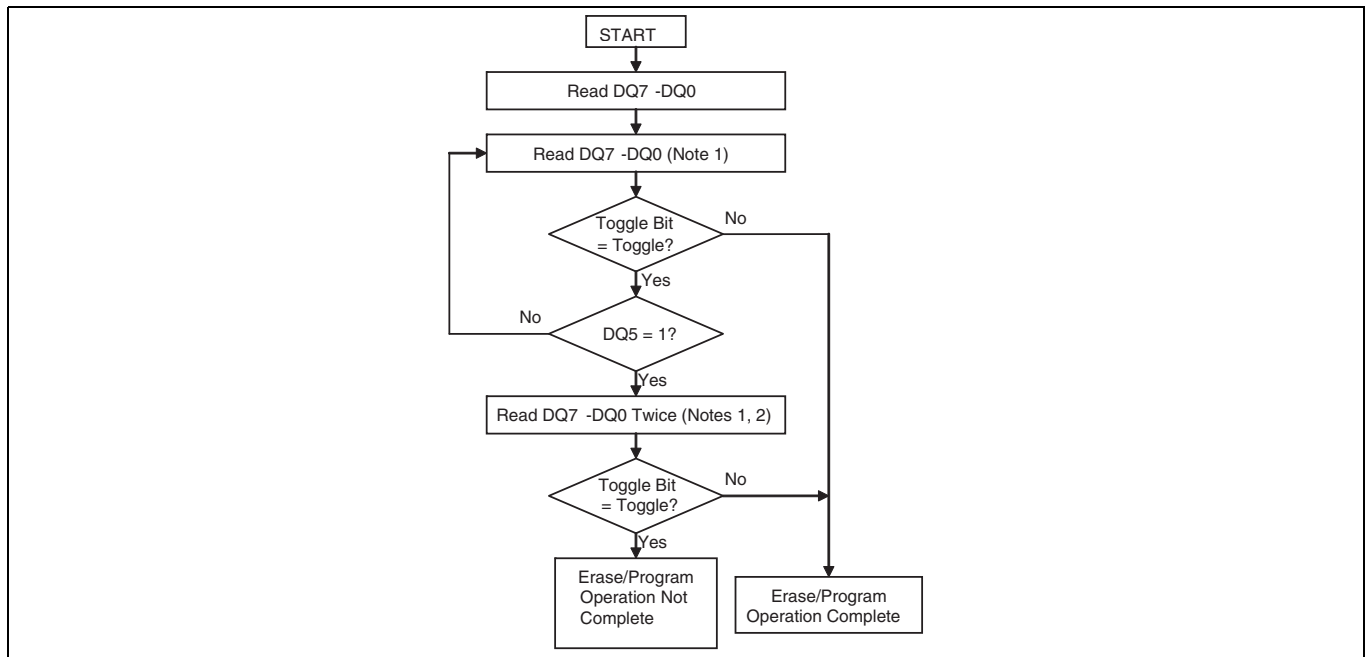 START
Read DQ7 -DQ0
Read DQ7 -DQ0 (Note 1)
Toggle Bit
= Toggle?
No
Yes
No
DQ5 = 1?
Yes
Read DQ7 -DQ0 Twice (Notes 1, 2)
Toggle Bit
= Toggle?
No
Yes
Erase/Program
Operation Not
Complete
Erase/Program
Operation Complete